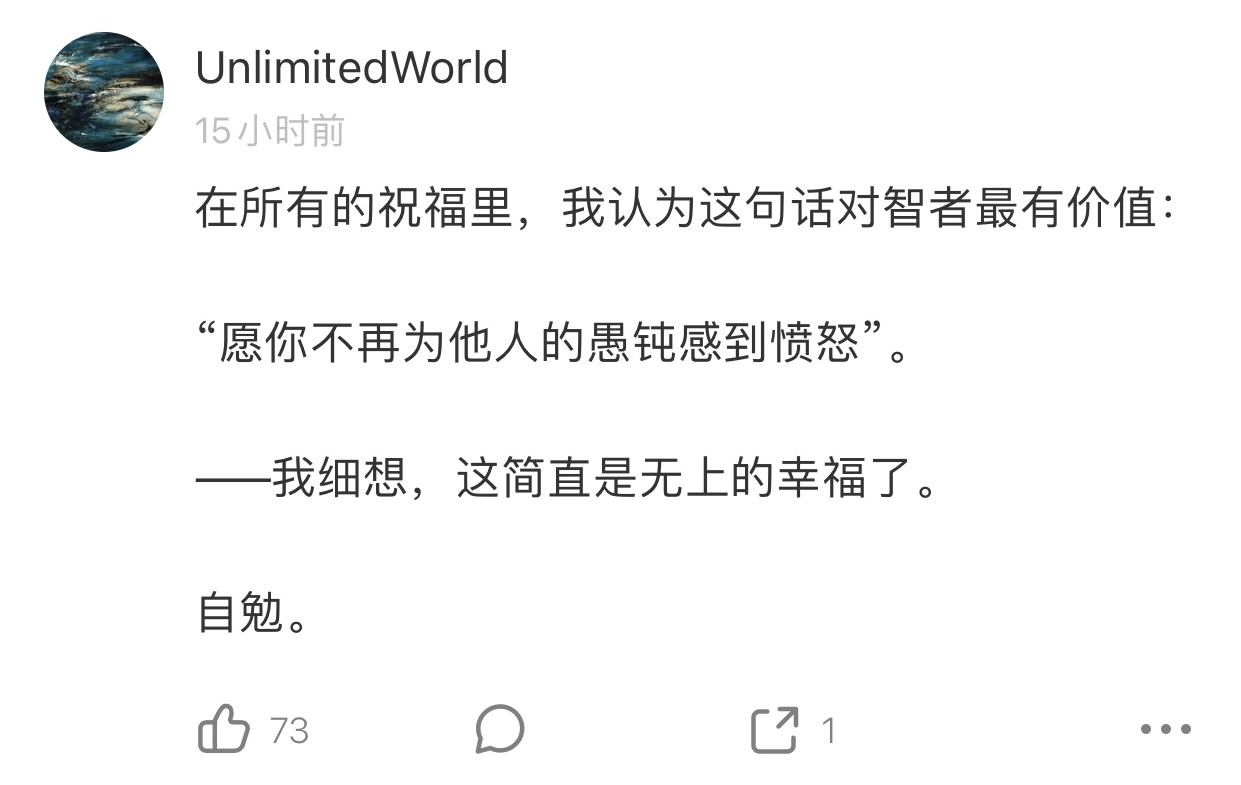 UnlimitedWorld
15小时前
在所有的祝福里，我认为这句话对智者最有价值：
“愿你不再为他人的愚钝感到愤怒”。
——我细想，这简直是无上的幸福了。
自勉。
73
1